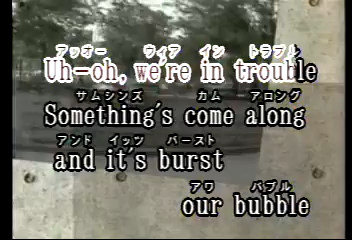 アッオー ウィア イン トラブル
Uh-oh, we're in trouble
サムシンズ カム アロング
Something's come along
アンド イッツ バースト
and it's burst
アワ バブル
our bubble